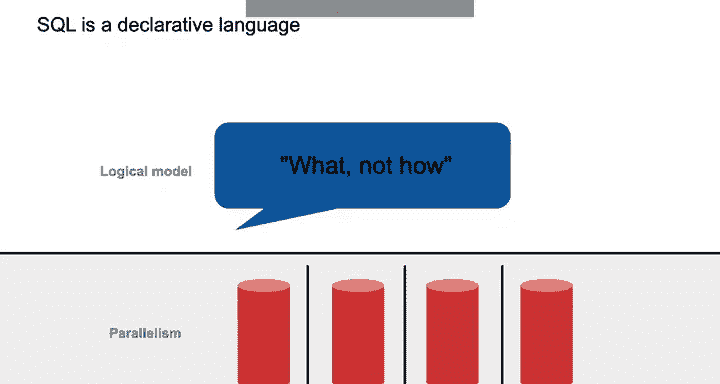 SQL is a declarative language
"What, not how"
Logical model
Parallelism